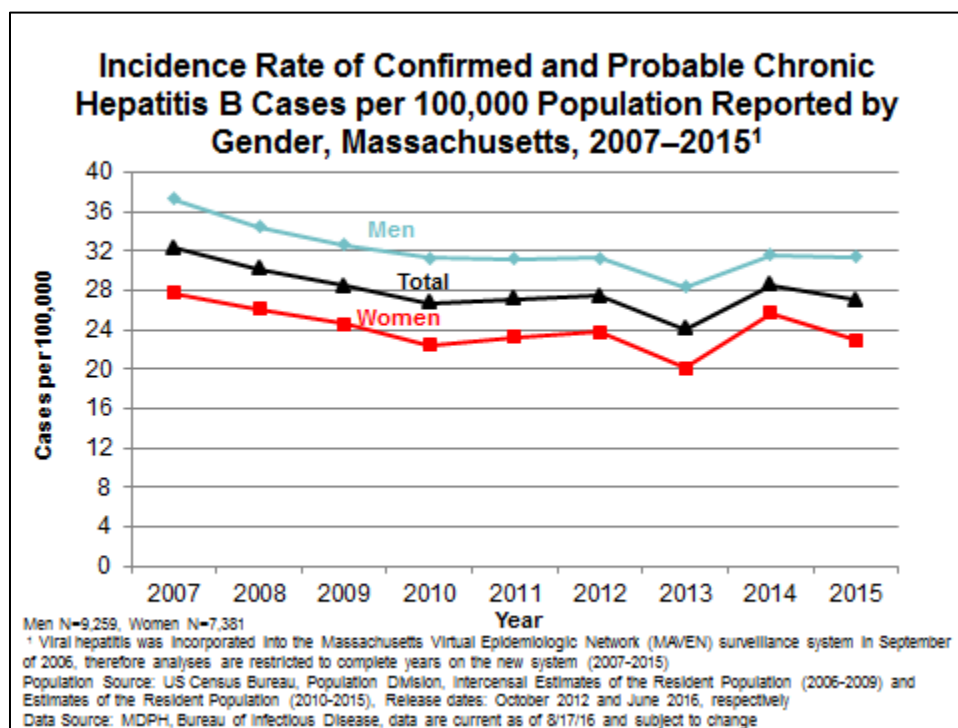 Incidence Rate of Confirmed and Probable Chronic
Hepatitis B Cases per 100,000 Population Reported by
Gender, Massachusetts, 2007–2015¹
40
36
32
28
24
20
16
12
8
4
0
Cases per 100,000
Men
Total
Women
2007 2008 2009 2010 2011 2012 2013 2014 2015
Year
Men N=9,259, Women N=7,381
¹ Viral hepatitis was incorporated into the Massachusetts Virtual Epidemiologic Network (MAVEN) surveillance system in September
of 2006, therefore analyses are restricted to complete years on the new system (2007-2015)
Population Source: US Census Bureau, Population Division, Intercensal Estimates of the Resident Population (2006-2009) and
Estimates of the Resident Population (2010-2015), Release dates: October 2012 and June 2016, respectively
Data Source: MDPH, Bureau of Infectious Disease, data are current as of 8/17/16 and subject to change